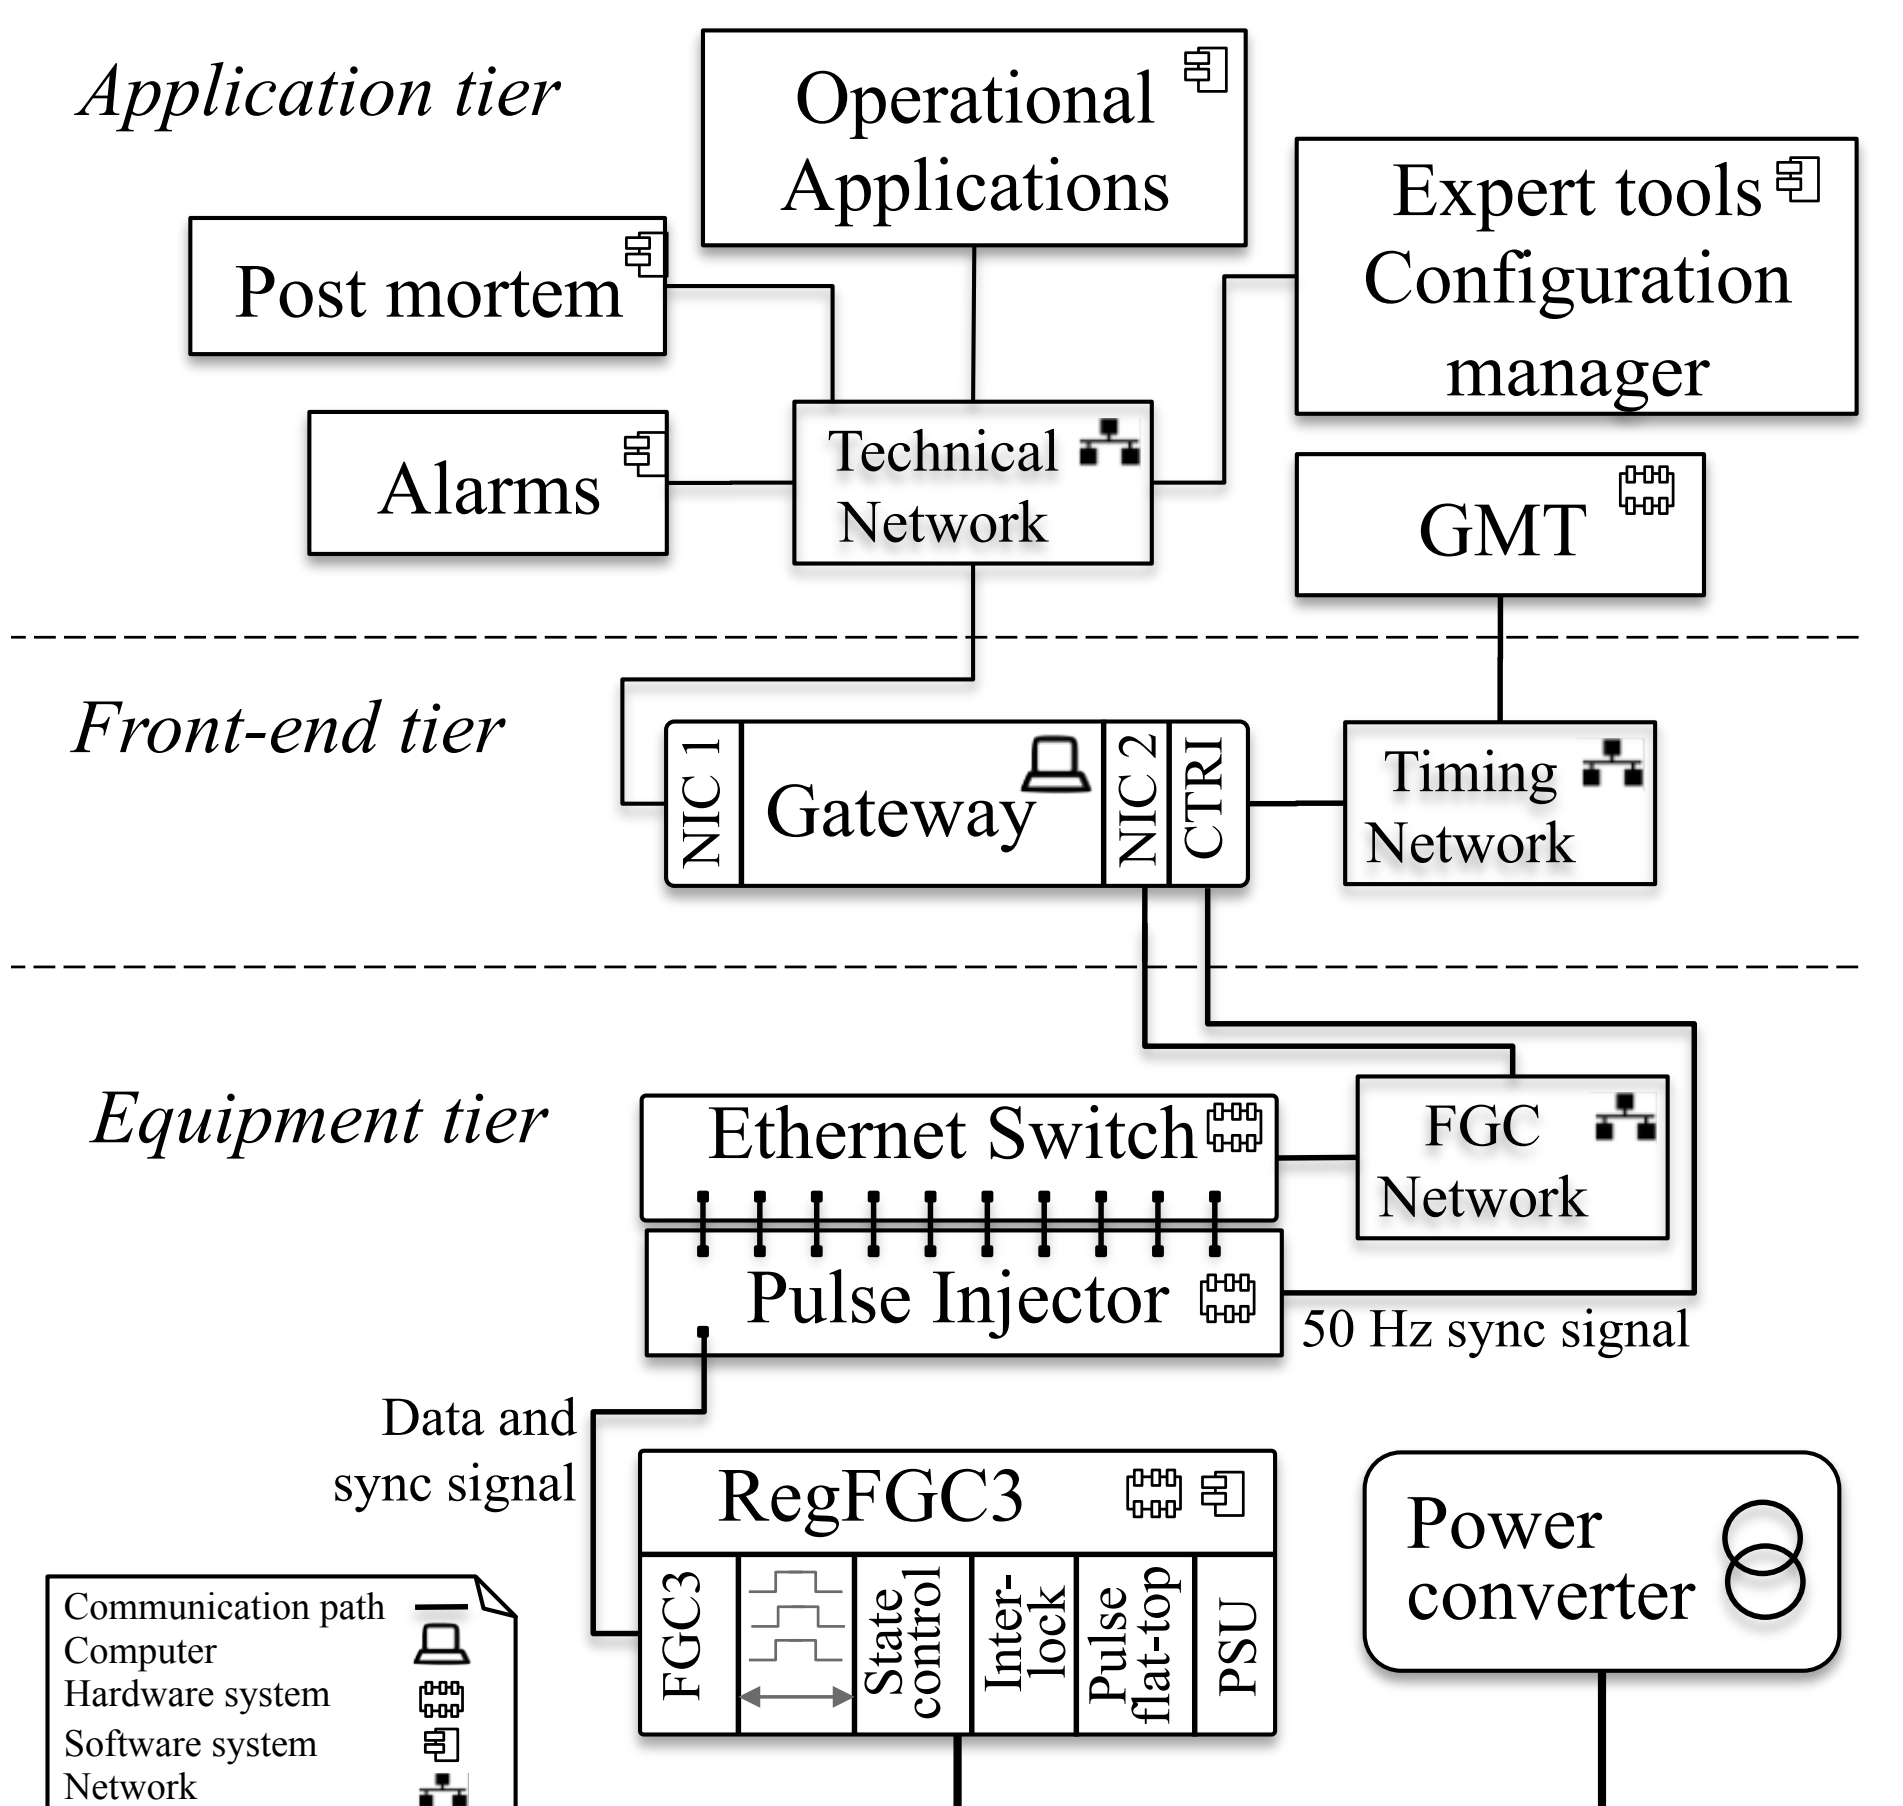 Application tier
Operational
Applications
Expert tools
Configuration
manager
Post mortem
Alarms
Technical
Network
GMT
Front-end tier
NIC 1
Gateway
NIC 2
CTRI
Timing
Network
Equipment tier
Ethernet Switch
FGC
Network
Pulse Injector
50 Hz sync signal
Data and
sync signal
RegFGC3
FGC3
State
control
Inter-
lock
Pulse
flat-top
PSU
Power
converter
Communication path
Computer
Hardware system
Software system
Network